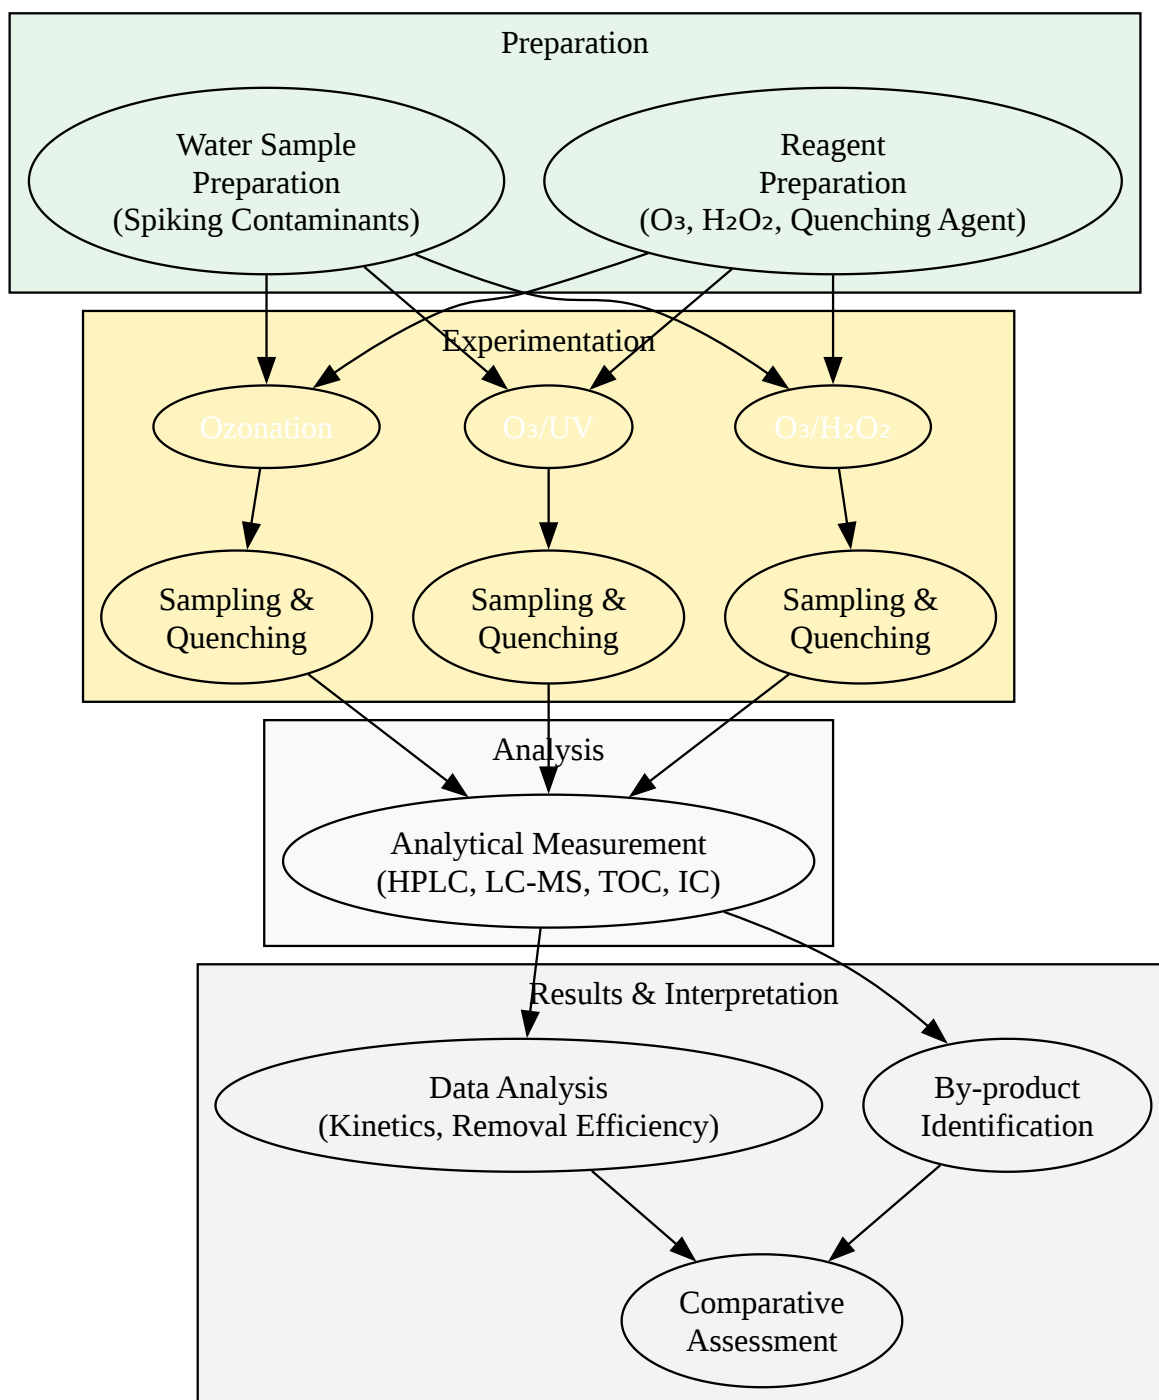 Preparation
Water Sample
Preparation
(Spiking Contaminants)
Reagent
Preparation
(O₃, H₂O₂, Quenching Agent)
Experimentation
Ozonation
O₃/UV
O₃/H₂O₂
Sampling &
Quenching
Sampling &
Quenching
Sampling &
Quenching
Analysis
Analytical Measurement
(HPLC, LC-MS, TOC, IC)
Results & Interpretation
Data Analysis
(Kinetics, Removal Efficiency)
By-product
Identification
Comparative
Assessment